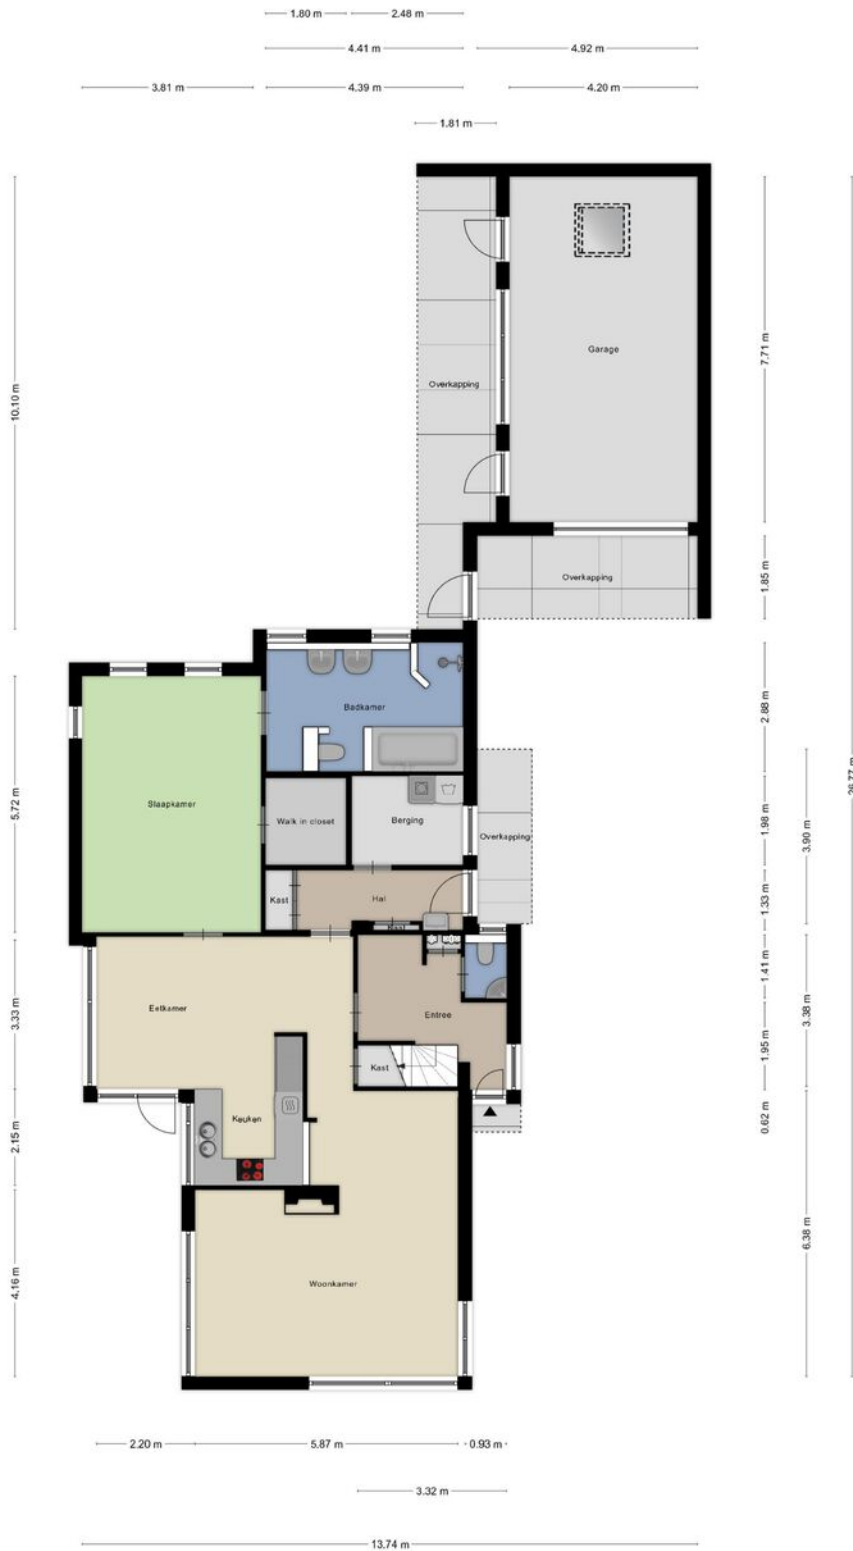 1.80 m
2.48 m
4.41 m
4.92 m
3.81 m
4.39 m
4.20 m
1.81 m
10.10 m
7.71 m
26.77 m
Garage
Overkapping
Overkapping
1.85 m
Badkamer
2.88 m
5.72 m
Slaapkamer
Walk in closet
Berging
Overkapping
1.98 m
3.90 m
Kast
Hal
Kast
1.33 m
Eetkamer
Entree
3.33 m
1.41 m
3.38 m
Kast
1.95 m
Keuken
2.15 m
0.62 m
Woonkamer
4.16 m
6.38 m
2.20 m
5.87 m
0.93 m
3.32 m
13.74 m